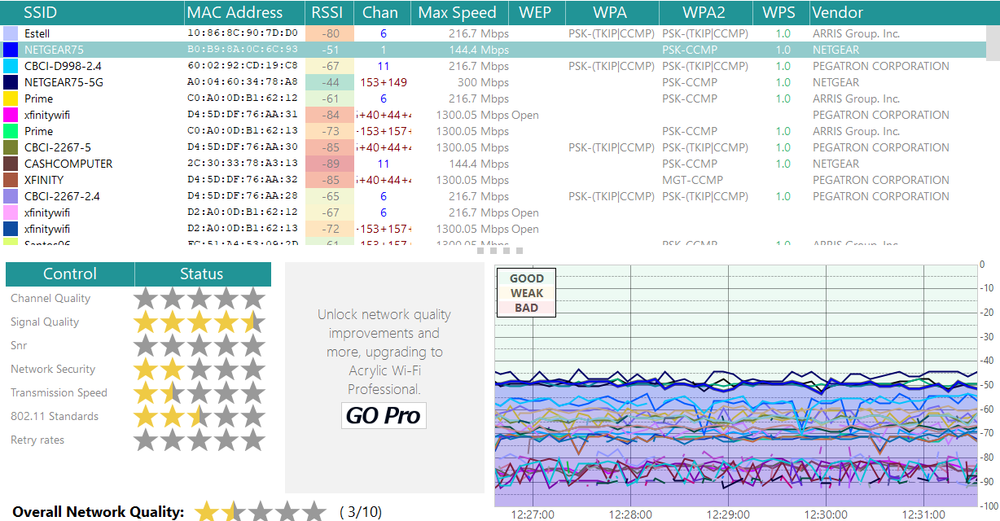 SSID MAC Address RSSI Chan Max Speed WEP WPA WPA2 WPS Vendor
Estell 10:86:8C:90:7D:D0 -80 6 216.7 Mbps PSK-(TKIP|CCMP) PSK-(TKIP|CCMP) 1.0 ARRIS Group. Inc.
NETGEAR75 B0:B9:8A:0C:6C:93 -51 1 144.4 Mbps PSK-CCMP 1.0 NETGEAR
CBCI-D998-2.4 60:02:92:CD:19:C8 -67 11 216.7 Mbps PSK-(TKIP|CCMP) PSK-(TKIP|CCMP) 1.0 PEGATRON CORPORATION
NETGEAR75-5G A0:04:60:34:78:A8 -44 153+149 300 Mbps PSK-CCMP 1.0 NETGEAR
Prime C0:A0:0D:B1:62:12 -61 6 216.7 Mbps PSK-CCMP 1.0 ARRIS Group. Inc.
xfinitywifi D4:5D:DF:76:AA:31 -84 +40+44+ 1300.05 Mbps Open PEGATRON CORPORATION
Prime C0:A0:0D:B1:62:13 -73 -153+157+ 1300.05 Mbps PSK-CCMP 1.0 ARRIS Group. Inc.
CBCI-2267-5 D4:5D:DF:76:AA:30 -85 +40+44+ 1300.05 Mbps PSK-(TKIP|CCMP) PSK-(TKIP|CCMP) 1.0 PEGATRON CORPORATION
CASHCOMPUTER 2C:30:33:78:A3:13 -89 11 144.4 Mbps PSK-CCMP 1.0 NETGEAR
XFINITY D4:5D:DF:76:AA:32 -85 +40+44+ 1300.05 Mbps MGT-CCMP PEGATRON CORPORATION
CBCI-2267-2.4 D4:5D:DF:76:AA:28 -65 6 216.7 Mbps PSK-(TKIP|CCMP) PSK-(TKIP|CCMP) 1.0 PEGATRON CORPORATION
xfinitywifi D2:A0:0D:B1:62:12 -67 6 216.7 Mbps Open
xfinitywifi D2:A0:0D:B1:62:13 -72 -153+157+ 1300.05 Mbps Open
Santos06 FC:51:A4:53:09:2D -61 -153+157+ 1300.05 Mbps PSK-CCMP 1.0 ARRIS Group. Inc.
Control Status
Channel Quality
Signal Quality
Snr
Network Security
Transmission Speed
802.11 Standards
Retry rates
Overall Network Quality: ( 3/10)
Unlock network quality
improvements and
more, upgrading to
Acrylic Wi-Fi
Professional.
GO Pro
GOOD
WEAK
BAD
0
-10
-20
-30
-40
-50
-60
-70
-80
-90
-100
12:27:00 12:28:00 12:29:00 12:30:00 12:31:00